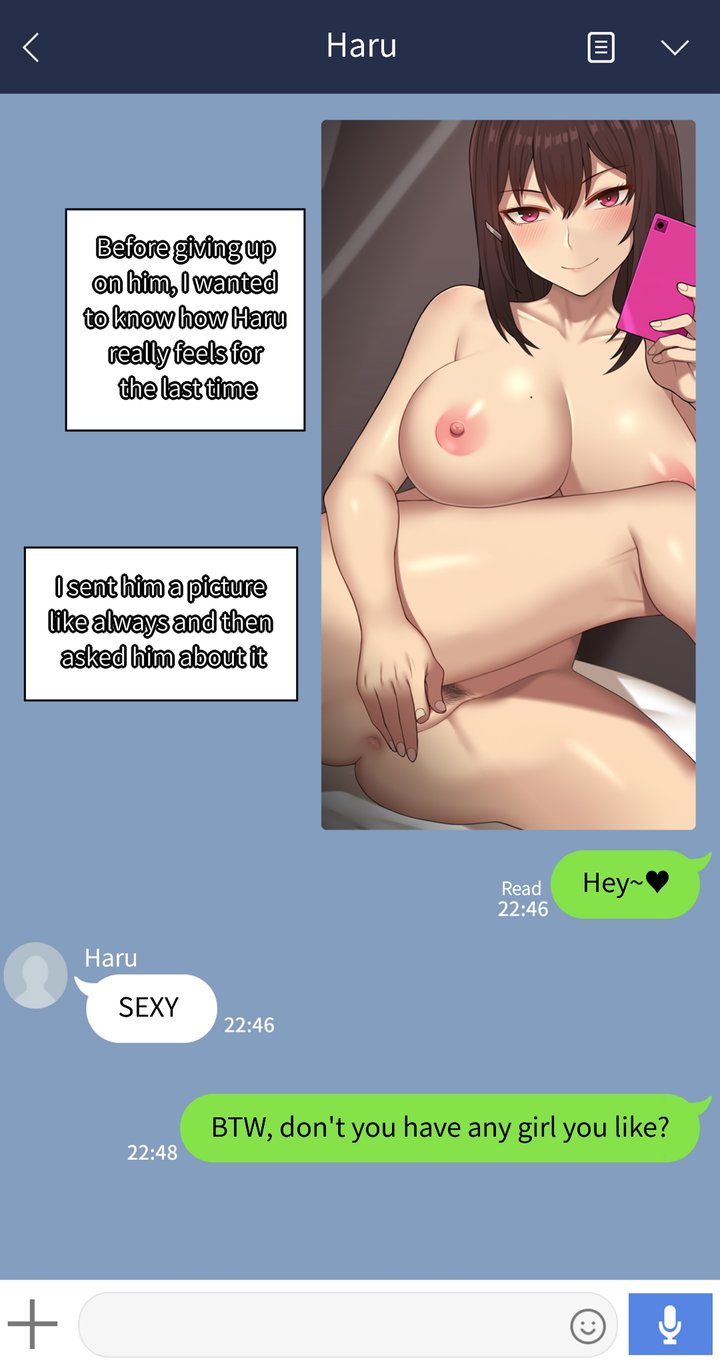 Haru
Before giving up
on him, I wanted
to know how Haru
really feels for
the last time
I sent him a picture
like always and then
asked him about it
Hey~♥
Read
22:46
Haru
SEXY
22:46
BTW, don't you have any girl you like?
22:48